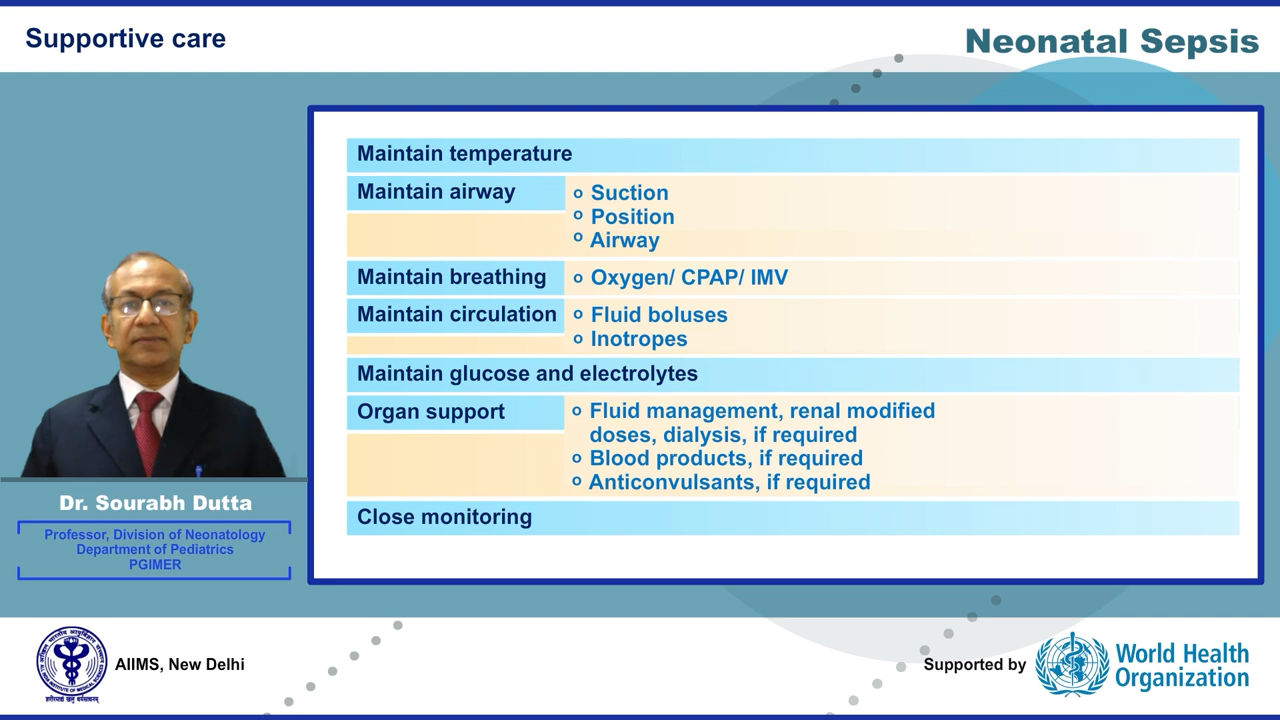 Supportive care
Neonatal Sepsis
Maintain temperature
Maintain airway
o Suction
o Position
o Airway
Maintain breathing
o Oxygen/ CPAP/ IMV
Maintain circulation
o Fluid boluses
o Inotropes
Maintain glucose and electrolytes
Organ support
o Fluid management, renal modified
doses, dialysis, if required
o Blood products, if required
o Anticonvulsants, if required
Close monitoring
Dr. Sourabh Dutta
Professor, Division of Neonatology
Department of Pediatrics
PGIMER
AIIMS, New Delhi
Supported by
World Health
Organization